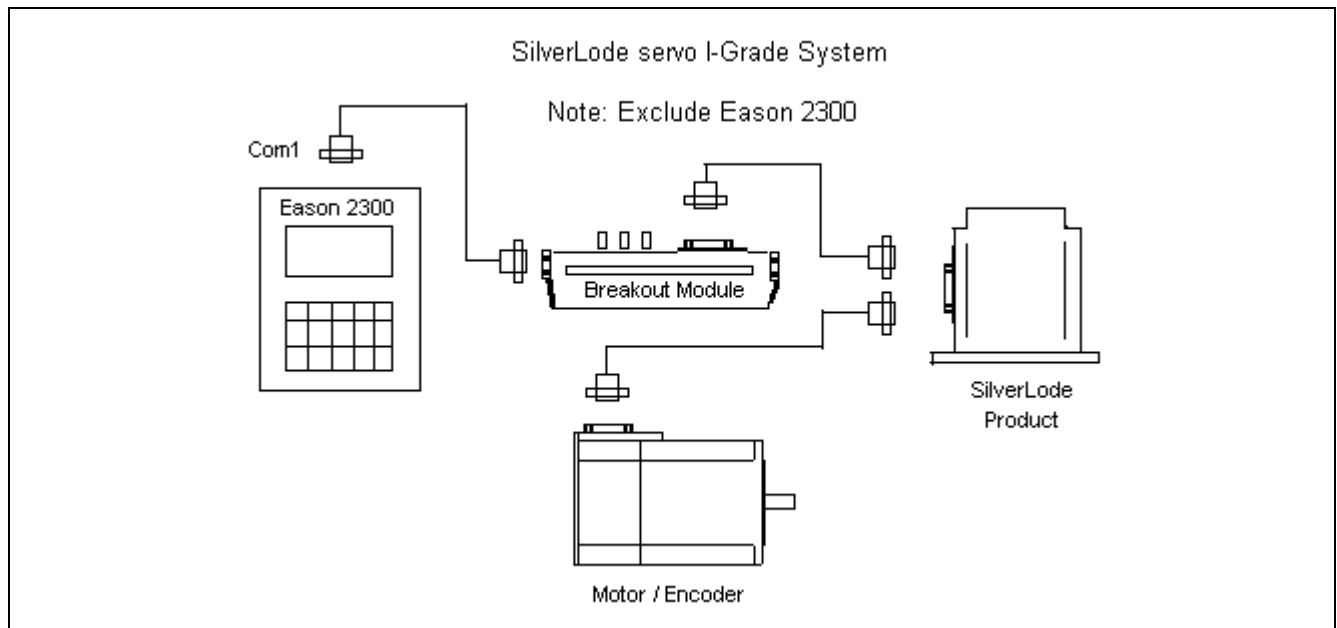 SilverLode servo I-Grade System
Note: Exclude Eason 2300
Com1
Eason 2300
Breakout Module
SilverLode
Product
Motor / Encoder